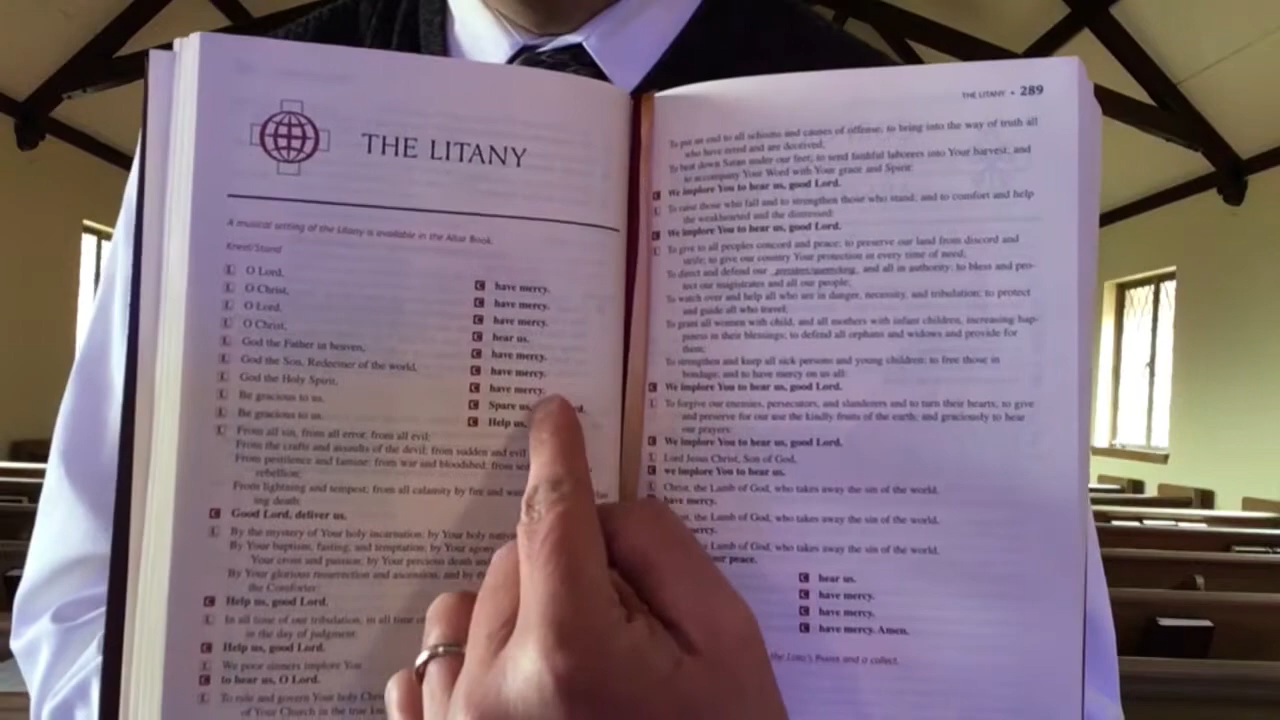 THE LITANY
A musical setting of the Litany is available in the Altar Book.
Kneel/Stand
L O Lord, C have mercy.
L O Christ, C have mercy.
L O Lord, C have mercy.
L O Christ, C hear us.
L God the Father in heaven, C have mercy.
L God the Son, Redeemer of the world, C have mercy.
L God the Holy Spirit, C have mercy.
L Be gracious to us. C Spare us,
L Be gracious to us. C Help us,
L From all sin, from all error, from all evil;
From the crafts and assaults of the devil; from sudden and evil
From pestilence and famine; from war and bloodshed; from
rebellion;
From lightning and tempest; from all calamity by fire and
ing death:
C Good Lord, deliver us.
L By the mystery of Your holy incarnation; by Your holy
By Your baptism, fasting, and temptation; by Your
Your cross and passion; by Your precious death and
By Your glorious resurrection and ascension, and by
the Comforter:
C Help us, good Lord.
L In all time of our tribulation, in all time
in the day of judgment:
C Help us, good Lord.
L We poor sinners implore You
C to hear us, O Lord.
L To rule and govern Your holy
of Your Church in the true
THE LITANY • 289
To put an end to all schisms and causes of offense; to bring into the way of truth all
who have erred and are deceived;
To beat down Satan under our feet; to send faithful laborers into Your harvest; and
to accompany Your Word with Your grace and Spirit:
C We implore You to hear us, good Lord.
L To raise those who fall and to strengthen those who stand; and to comfort and help
the weakhearted and the distressed:
C We implore You to hear us, good Lord.
L To give to all peoples concord and peace; to preserve our land from discord and
strife; to give our country Your protection in every time of need;
To direct and defend our president/queen/king and all in authority; to bless and pro-
tect our magistrates and all our people;
To watch over and help all who are in danger, necessity, and tribulation; to protect
and guide all who travel;
To grant all women with child, and all mothers with infant children, increasing hap-
piness in their blessings; to defend all orphans and widows and provide for
them;
To strengthen and keep all sick persons and young children; to free those in
bondage; and to have mercy on us all:
C We implore You to hear us, good Lord.
L To forgive our enemies, persecutors, and slanderers and to turn their hearts; to give
and preserve for our use the kindly fruits of the earth; and graciously to hear
our prayers:
C We implore You to hear us, good Lord.
L Lord Jesus Christ, Son of God,
C we implore You to hear us.
L Christ, the Lamb of God, who takes away the sin of the world,
have mercy.
the Lamb of God, who takes away the sin of the world,
mercy.
Lamb of God, who takes away the sin of the world,
peace.
C hear us.
C have mercy.
C have mercy.
C have mercy. Amen.
the Lord's Prayer and a collect.